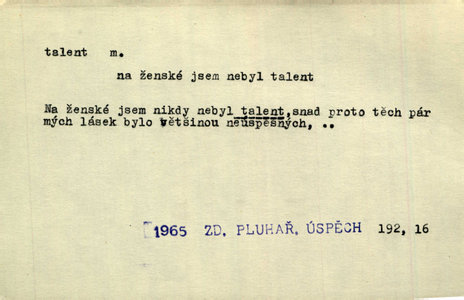 talent m.
na ženské jsem nebyl talent
Na ženské jsem nikdy nebyl talent,snad proto těch pár
mých lásek bylo většinou neúspěšných, ..
1965 ZD. PLUHAŘ. ÚSPĚCH 192, 16